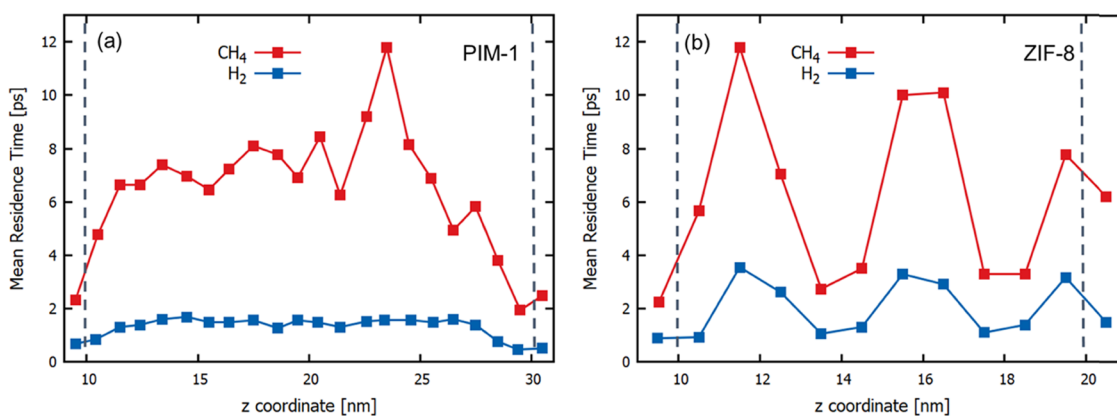 (a)
PIM-1
CH4
H2
Mean Residence Time [ps]
0
2
4
6
8
10
12
10
15
20
25
30
z coordinate [nm]
(b)
ZIF-8
CH4
H2
Mean Residence Time [ps]
0
2
4
6
8
10
12
10
12
14
16
18
20
z coordinate [nm]